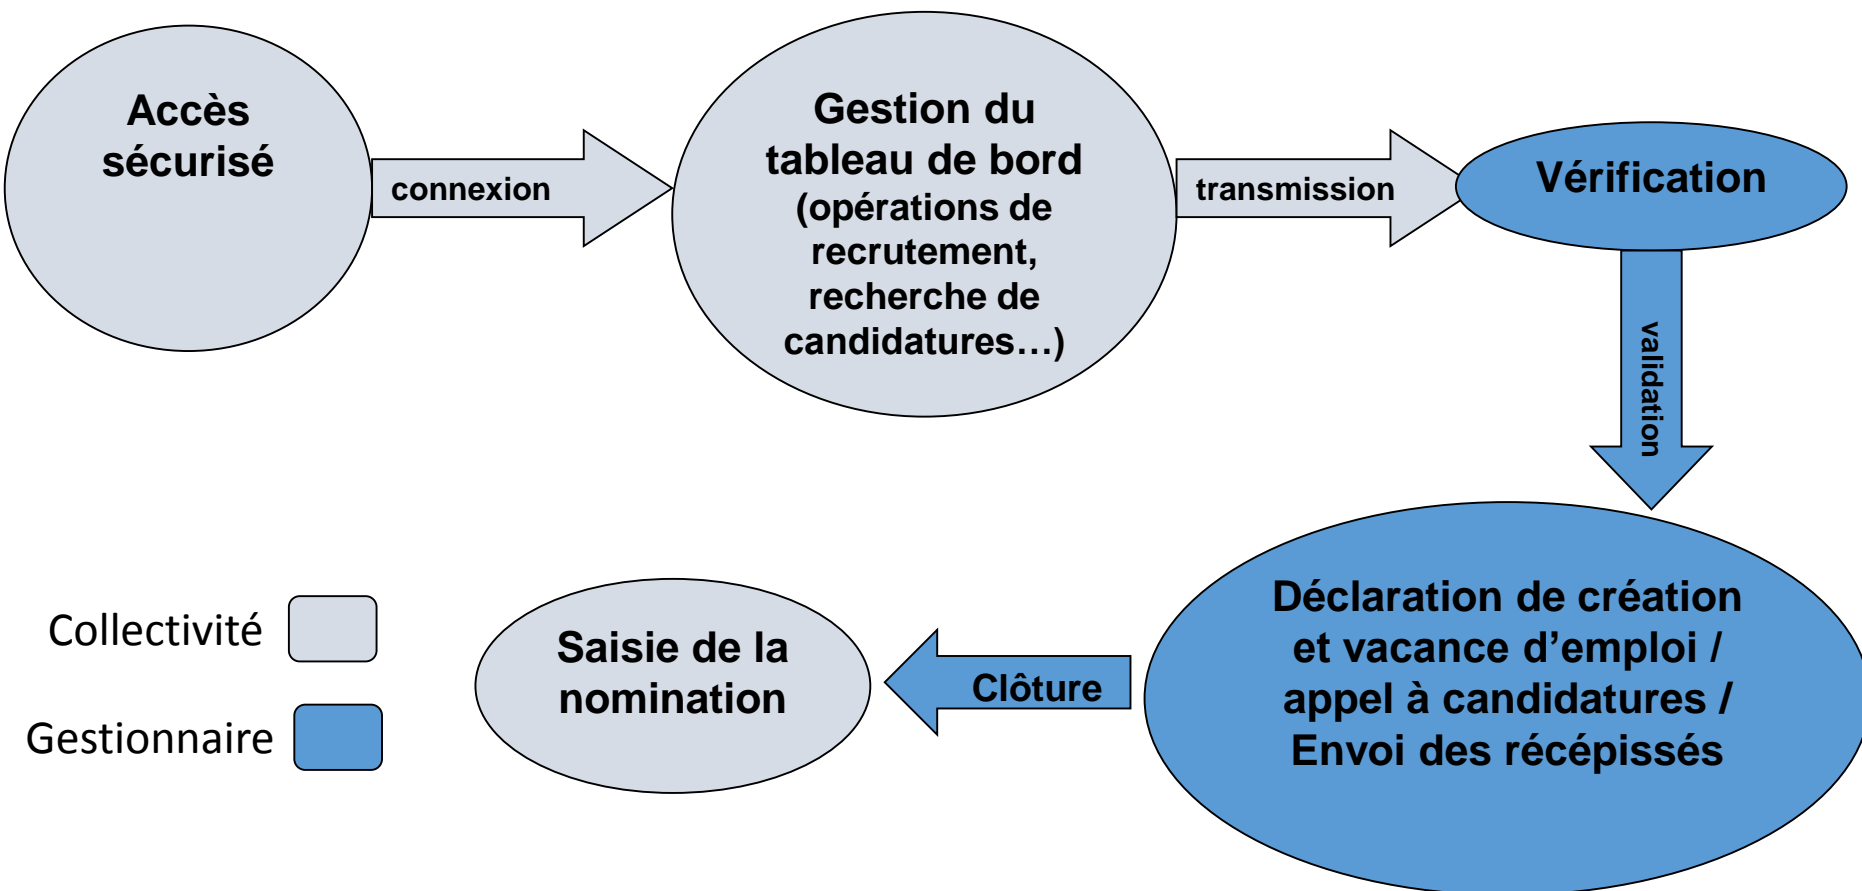 Accès
sécurisé
connexion
Gestion du
tableau de bord
(opérations de
recrutement,
recherche de
candidatures…)
transmission
Vérification
validation
Déclaration de création
et vacance d’emploi /
appel à candidatures /
Envoi des récépissés
Clôture
Saisie de la
nomination
Collectivité
Gestionnaire